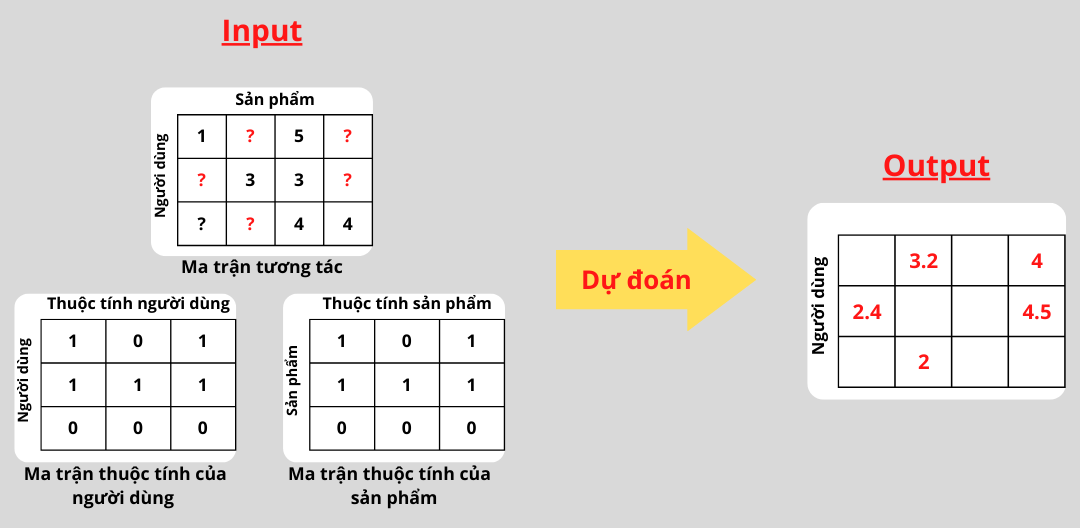 Input
Sản phẩm
Người dùng
1 ? 5 ?
? 3 3 ?
? ? 4 4
Ma trận tương tác
Thuộc tính người dùng
Người dùng
1 0 1
1 1 1
0 0 0
Ma trận thuộc tính của
người dùng
Thuộc tính sản phẩm
Sản phẩm
1 0 1
1 1 1
0 0 0
Ma trận thuộc tính của
sản phẩm
Dự đoán
Output
Người dùng
3.2 4
2.4 4.5
2